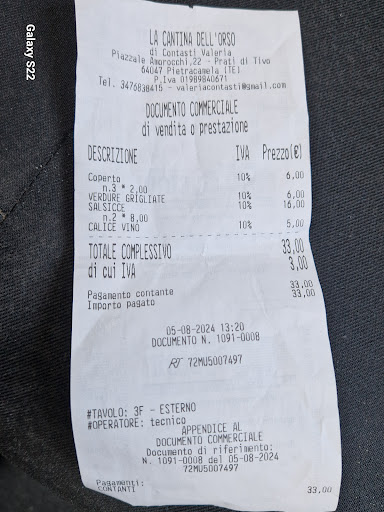 Galaxy S22
LA CANTINA DELL'ORSO
di Contasti Valeria
Piazzale Amorocchi,22 - Prati di Tivo
64047 Pietracamela (TE)
P.Iva 01989840671
Tel. 3476838415 - valeriacontasti@gmail.com
DOCUMENTO COMMERCIALE
di vendita o prestazione
DESCRIZIONE IVA Prezzo(€)
Coperto 10% 6,00
n.3 * 2,00
VERDURE GRIGLIATE 10% 6,00
SALSICCE 10% 16,00
n.2 * 8,00
CALICE VINO 10% 5,00
TOTALE COMPLESSIVO 33,00
di cui IVA 3,00
Pagamento contante 33,00
Importo pagato 33,00
05-08-2024 13:20
DOCUMENTO N. 1091-0008
RT 72MU5007497
#TAVOLO: 3F - ESTERNO
#OPERATORE: tecnico
APPENDICE AL
DOCUMENTO COMMERCIALE
Documento di riferimento:
N. 1091-0008 del 05-08-2024
72MU5007497
Pagamenti:
CONTANTI 33,00